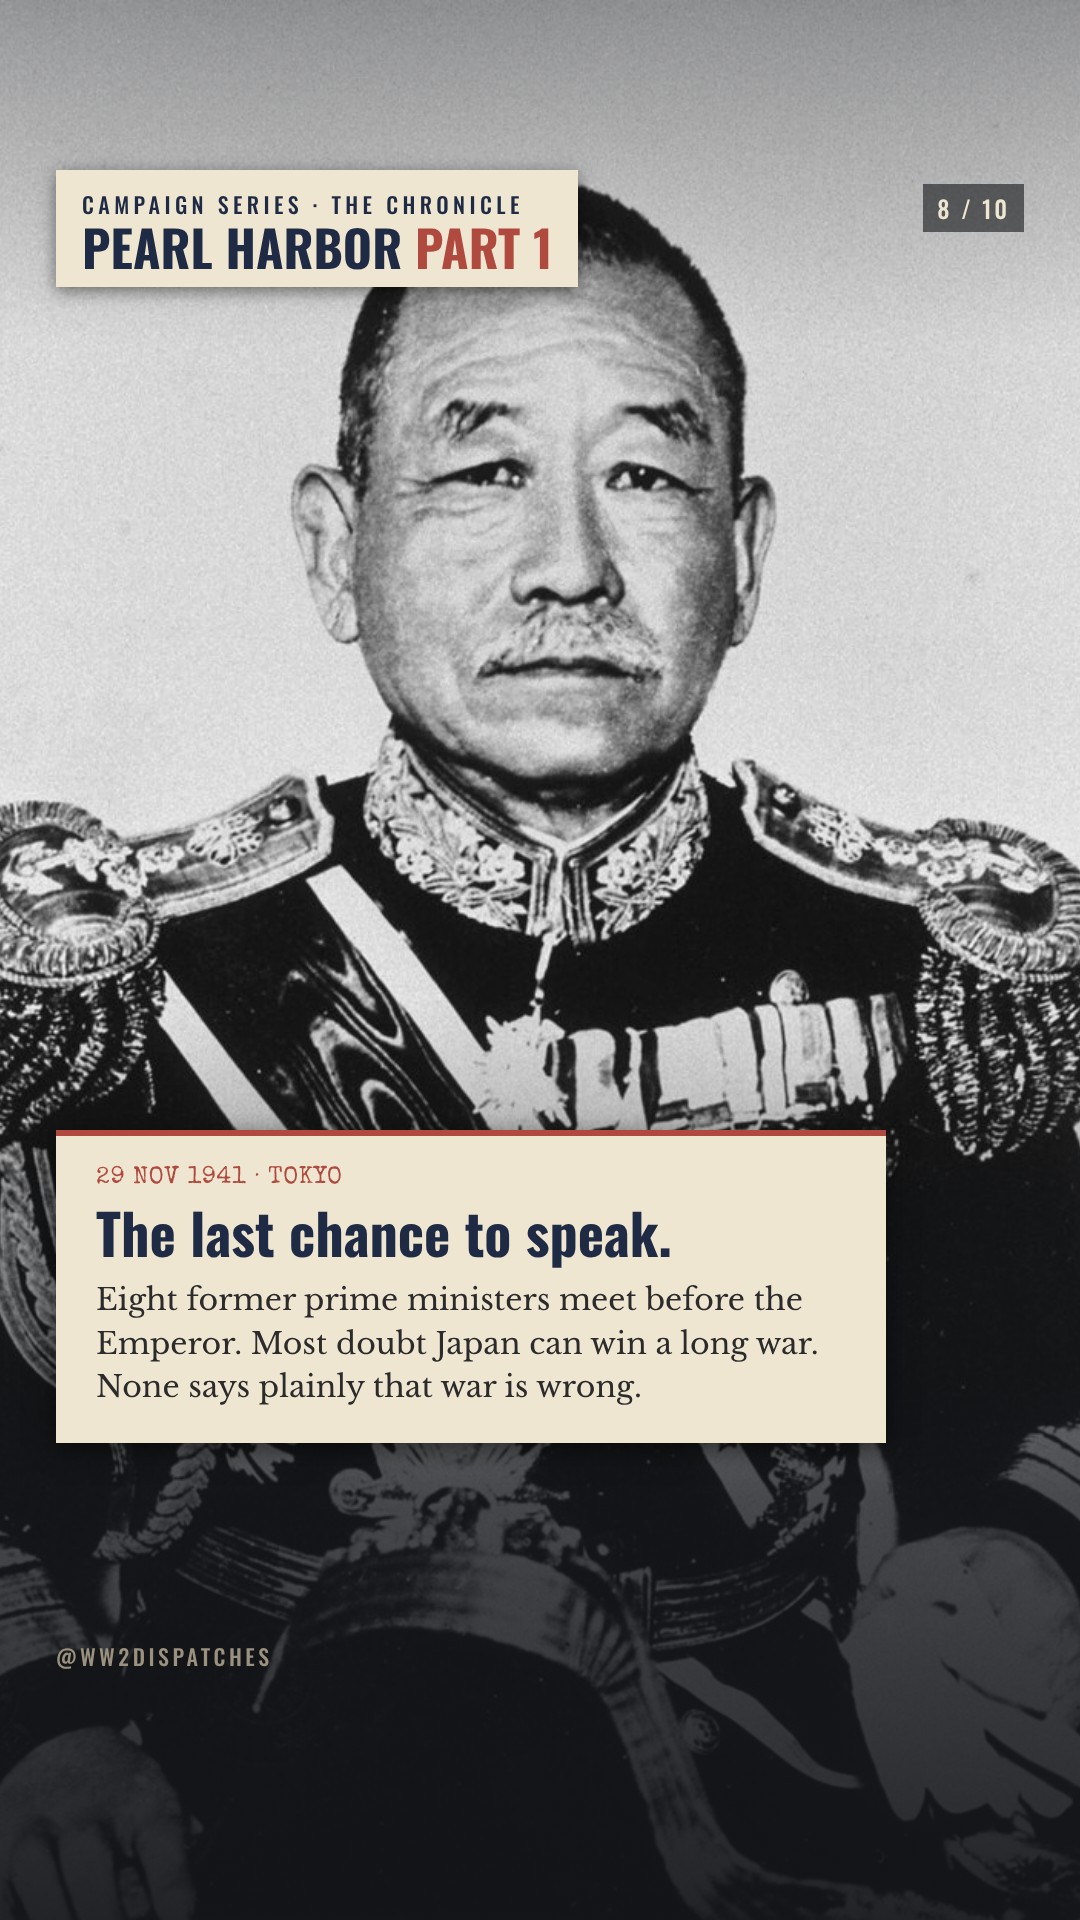 CAMPAIGN SERIES · THE CHRONICLE
PEARL HARBOR PART 1
8 / 10
29 NOV 1941 · TOKYO
The last chance to speak.
Eight former prime ministers meet before the
Emperor. Most doubt Japan can win a long war.
None says plainly that war is wrong.
@WW2DISPATCHES